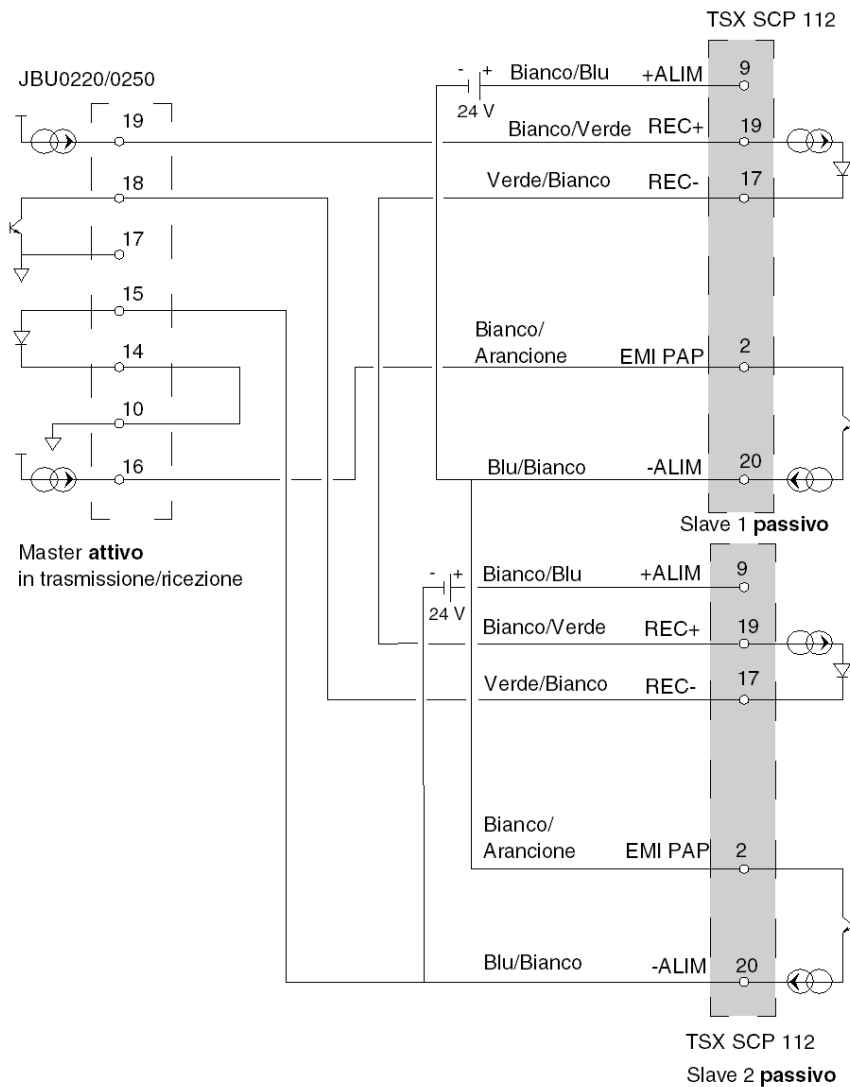 TSX SCP 112
JBU0220/0250
19
18
17
15
14
10
16
Master attivo
in trasmissione/ricezione
- +
24 V
Bianco/Blu +ALIM 9
Bianco/Verde REC+ 19
Verde/Bianco REC- 17
Bianco/
Arancione EMI PAP 2
Blu/Bianco -ALIM 20
Slave 1 passivo
- +
24 V
Bianco/Blu +ALIM 9
Bianco/Verde REC+ 19
Verde/Bianco REC- 17
Bianco/
Arancione EMI PAP 2
Blu/Bianco -ALIM 20
TSX SCP 112
Slave 2 passivo